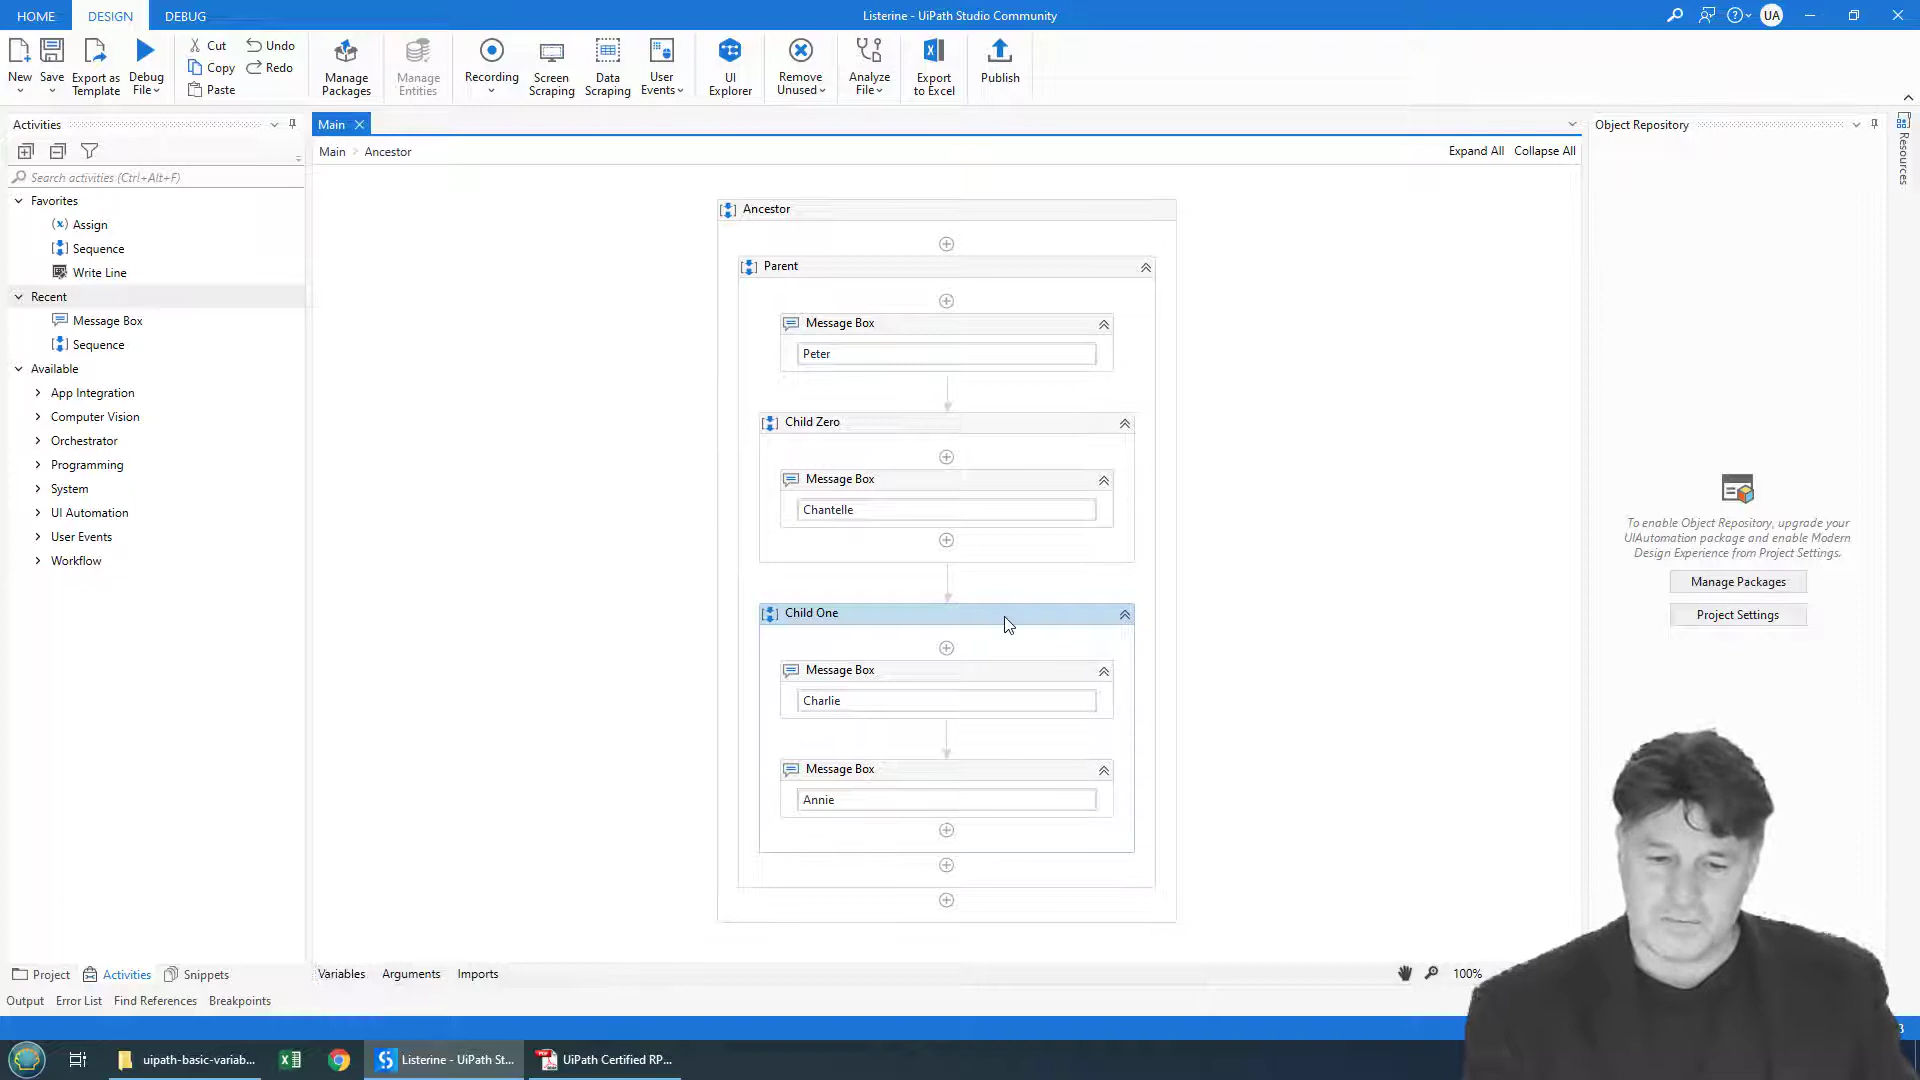 HOME DESIGN DEBUG
Listerine - UiPath Studio Community
UA
New
Save
Export as Template
Debug File
Cut
Copy
Paste
Undo
Redo
Manage Packages
Manage Entities
Recording
Screen Scraping
Data Scraping
User Events
UI Explorer
Remove Unused
Analyze File
Export to Excel
Publish
Activities
Search activities (Ctrl+Alt+F)
Favorites
Assign
Sequence
Write Line
Recent
Message Box
Sequence
Available
App Integration
Computer Vision
Orchestrator
Programming
System
UI Automation
User Events
Workflow
Main
Main > Ancestor
Expand All Collapse All
Ancestor
Parent
Message Box
Peter
Child Zero
Message Box
Chantelle
Child One
Message Box
Charlie
Message Box
Annie
Object Repository
Resources
To enable Object Repository, upgrade your
UIAutomation package and enable Modern
Design Experience from Project Settings.
Manage Packages
Project Settings
Project Activities Snippets
Variables Arguments Imports
100%
Output Error List Find References Breakpoints
3
uipath-basic-variab...
Listerine - UiPath St...
UiPath Certified RP...